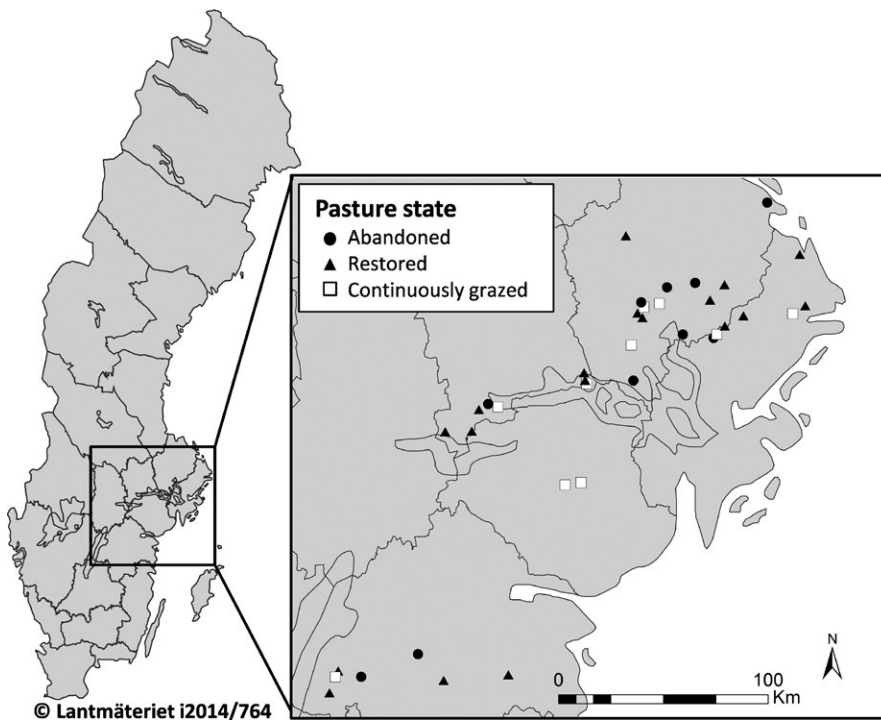 Pasture state
Abandoned
Restored
Continuously grazed
N
0 100
Km
© Lantmäteriet i2014/764